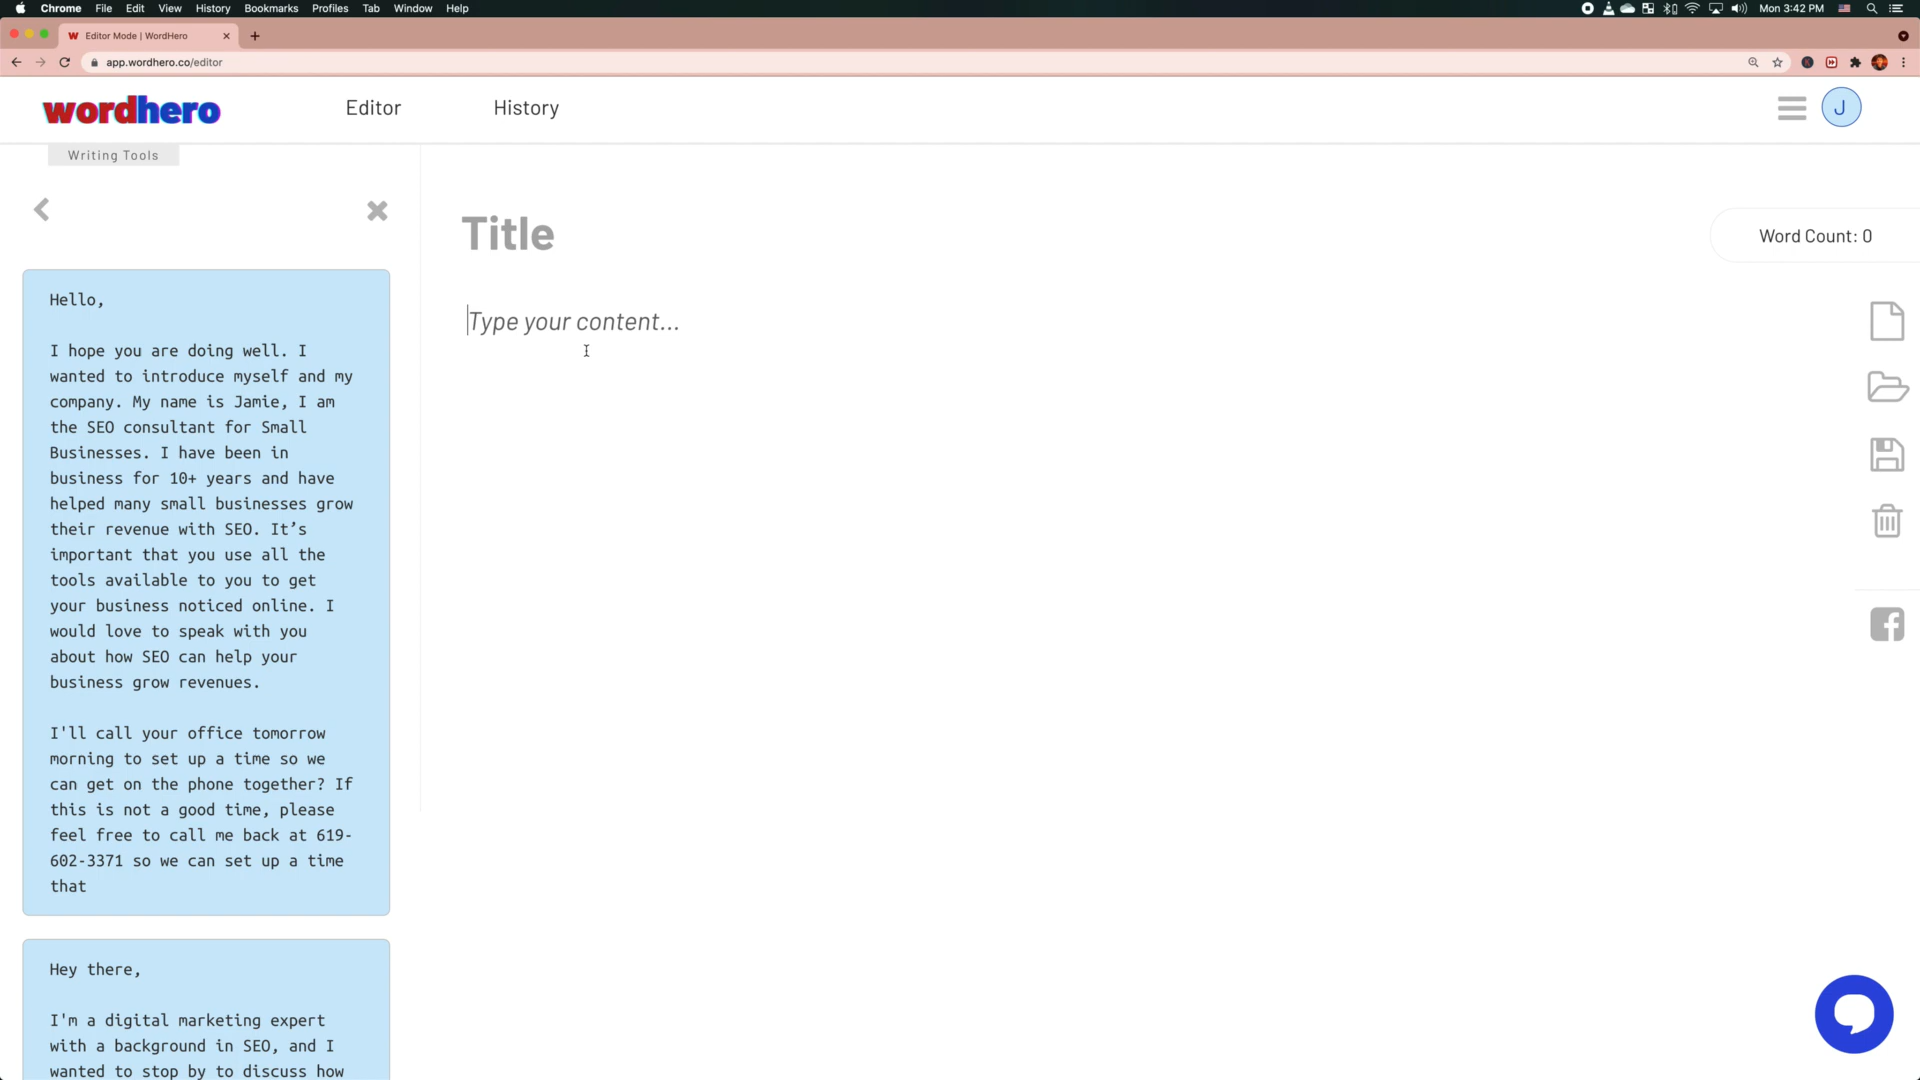 Chrome File Edit View History Bookmarks Profiles Tab Window Help
Mon 3:42 PM
W Editor Mode | WordHero
app.wordhero.co/editor
wordhero
Editor
History
J
Writing Tools
Title
Word Count: 0
Type your content...
Hello,
I hope you are doing well. I
wanted to introduce myself and my
company. My name is Jamie, I am
the SEO consultant for Small
Businesses. I have been in
business for 10+ years and have
helped many small businesses grow
their revenue with SEO. It’s
important that you use all the
tools available to you to get
your business noticed online. I
would love to speak with you
about how SEO can help your
business grow revenues.
I'll call your office tomorrow
morning to set up a time so we
can get on the phone together? If
this is not a good time, please
feel free to call me back at 619-
602-3371 so we can set up a time
that
Hey there,
I'm a digital marketing expert
with a background in SEO, and I
wanted to stop by to discuss how